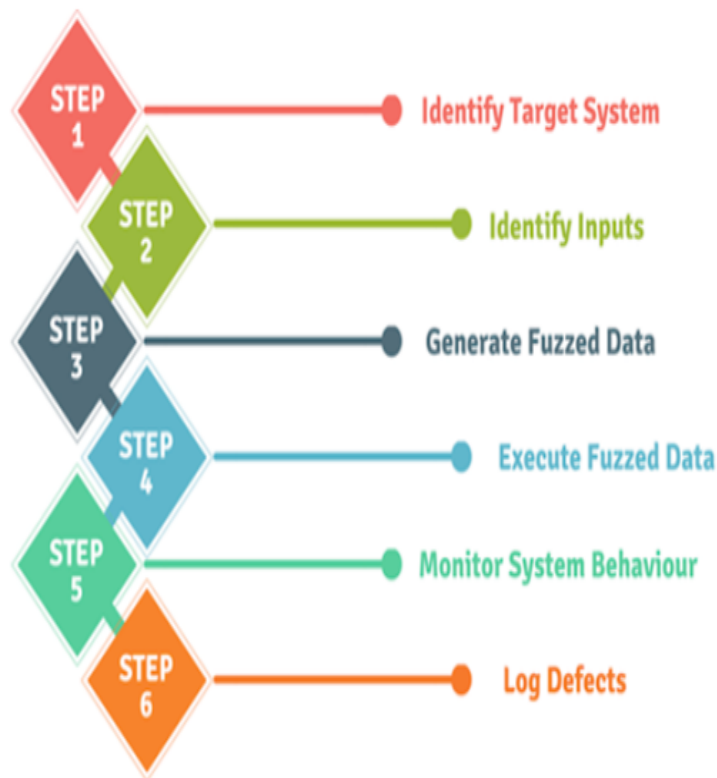 STEP
1
Identify Target System
STEP
2
Identify Inputs
STEP
3
Generate Fuzzed Data
STEP
4
Execute Fuzzed Data
STEP
5
Monitor System Behaviour
STEP
6
Log Defects